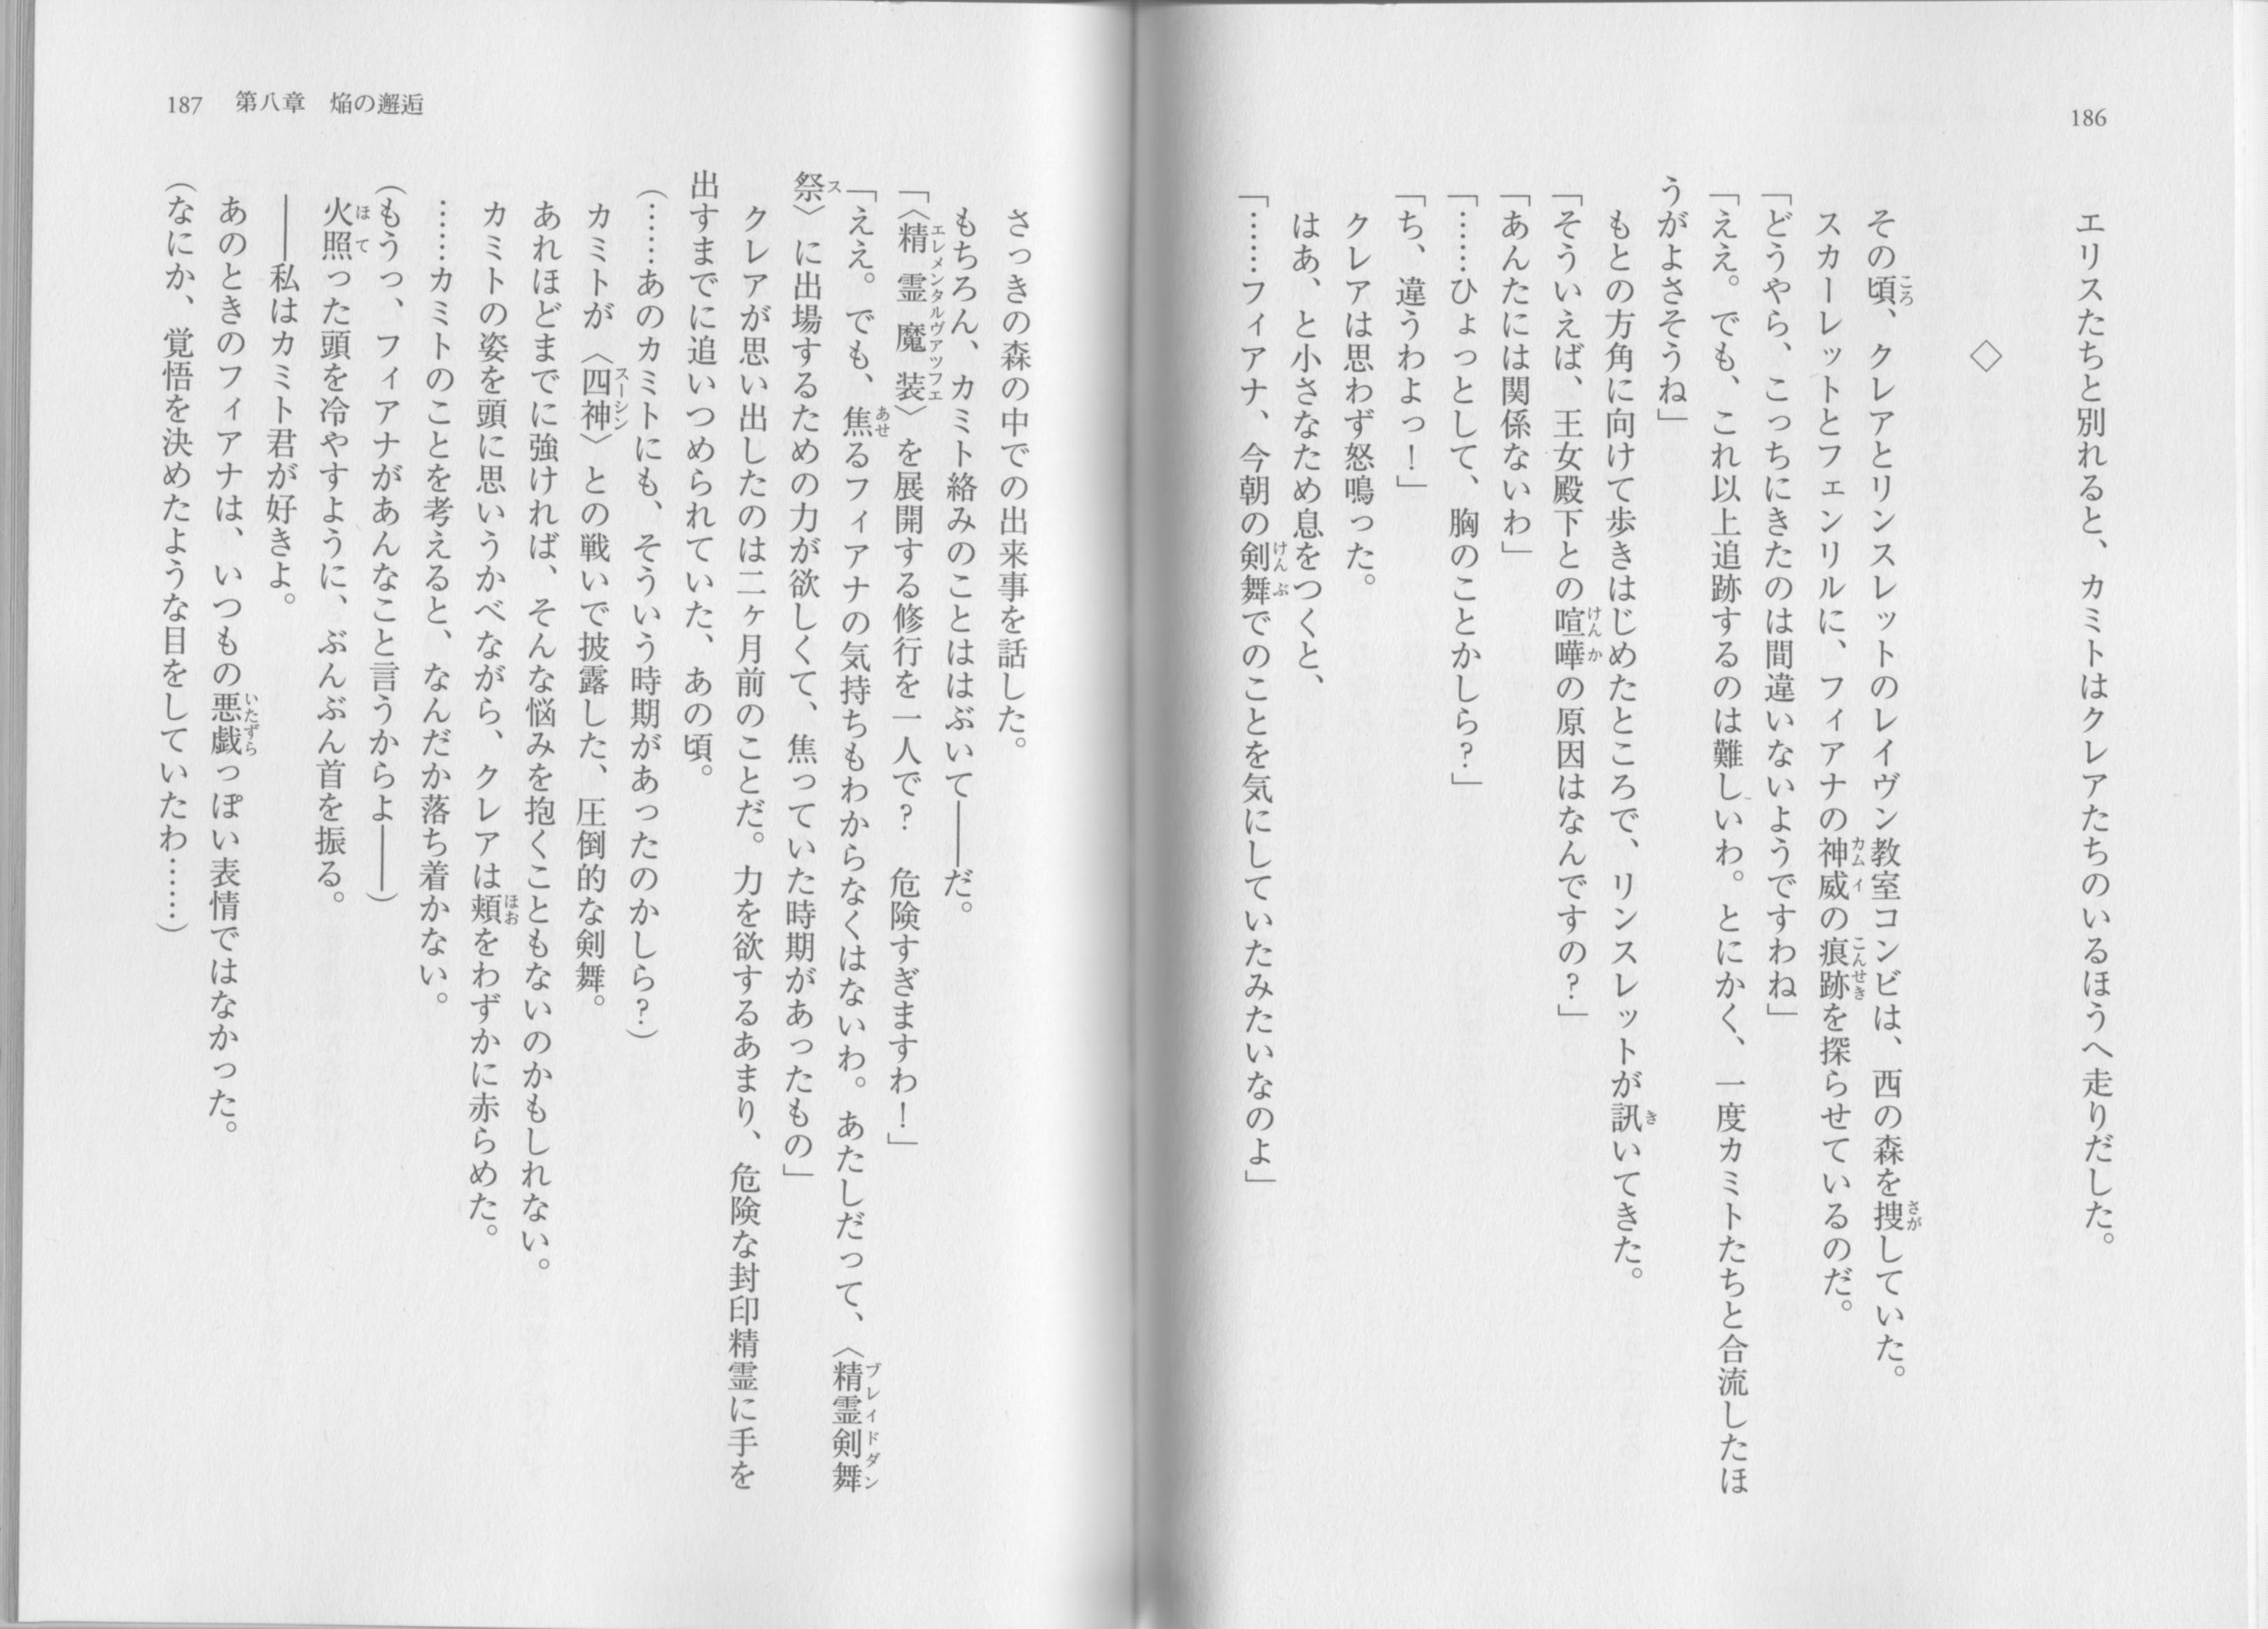 186
エリスたちと別れると、カミトはクレアたちのいるほうへ走りだした。
◇
その頃、クレアとリンスレットのレイヴン教室コンビは、西の森を捜していた。
スカーレットとフェンリルに、フィアナの神威の痕跡を探らせているのだ。
「どうやら、こっちにきたのは間違いないようですわね」
「ええ。でも、これ以上追跡するのは難しいわ。とにかく、一度カミトたちと合流したほ
うがよさそうね」
もとの方角に向けて歩きはじめたところで、リンスレットが訊いてきた。
「そういえば、王女殿下との喧嘩の原因はなんですの？」
「あんたには関係ないわ」
「……ひょっとして、胸のことかしら？」
「ち、違うわよっ！」
クレアは思わず怒鳴った。
はあ、と小さなため息をつくと、
「……フィアナ、今朝の剣舞でのことを気にしていたみたいなのよ」
187 第八章 焔の邂逅
さっきの森の中での出来事を話した。
もちろん、カミト絡みのことははぶいて――だ。
「〈精霊魔装〉を展開する修行を一人で？　危険すぎますわ！」
「ええ。でも、焦るフィアナの気持ちもわからなくはないわ。あたしだって、〈精霊剣舞
祭〉に出場するための力が欲しくて、焦っていた時期があったもの」
クレアが思い出したのは二ヶ月前のことだ。力を欲するあまり、危険な封印精霊に手を
出すまでに追いつめられていた、あの頃。
（……あのカミトにも、そういう時期があったのかしら？）
カミトが〈四神〉との戦いで披露した、圧倒的な剣舞。
あれほどまでに強ければ、そんな悩みを抱くこともないのかもしれない。
カミトの姿を頭に思いうかべながら、クレアは頬をわずかに赤らめた。
……カミトのことを考えると、なんだか落ち着かない。
（もうっ、フィアナがあんなこと言うからよ――）
火照った頭を冷やすように、ぶんぶん首を振る。
――私はカミト君が好きよ。
あのときのフィアナは、いつもの悪戯っぽい表情ではなかった。
（なにか、覚悟を決めたような目をしていたわ……）